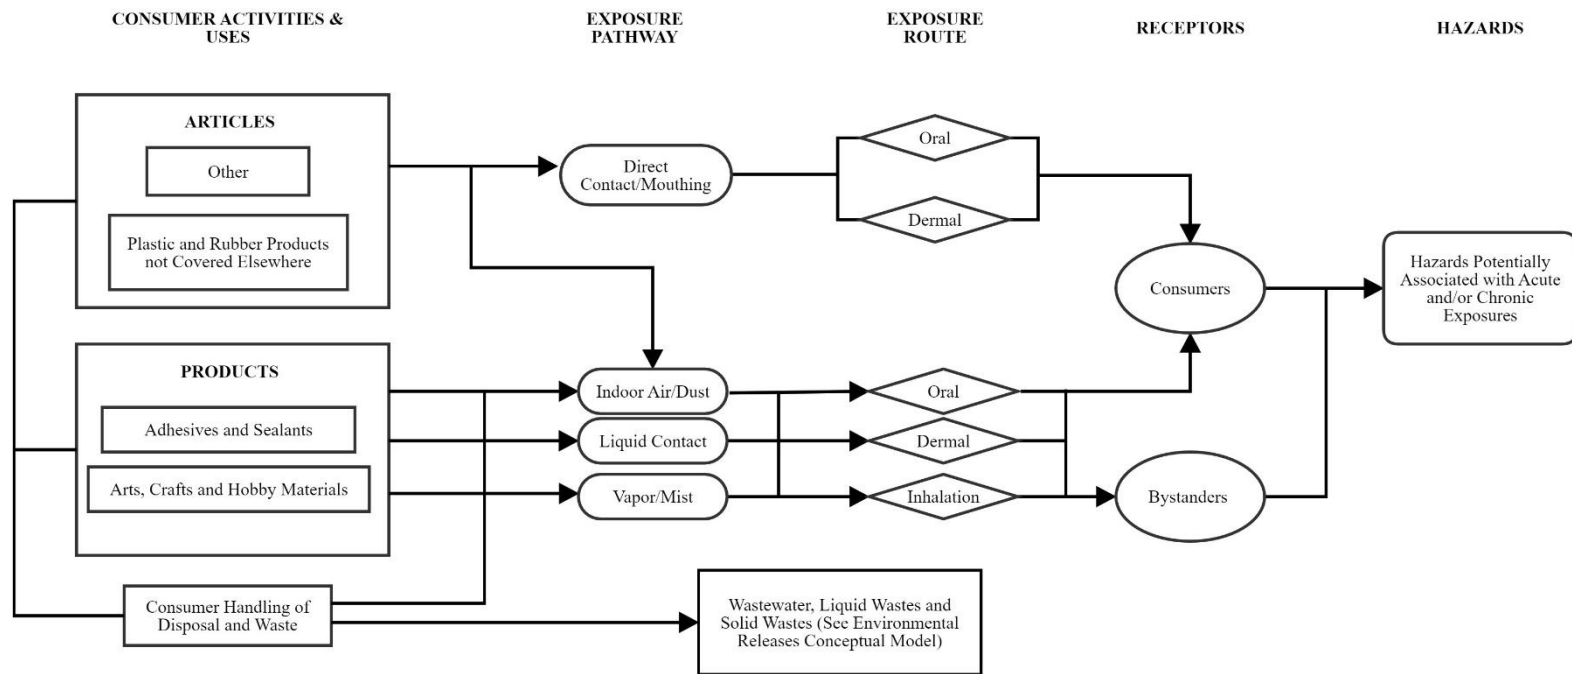 CONSUMER ACTIVITIES &
USES
EXPOSURE
PATHWAY
EXPOSURE
ROUTE
RECEPTORS
HAZARDS
ARTICLES
Other
Plastic and Rubber Products
not Covered Elsewhere
Direct
Contact/Mouthing
Oral
Dermal
Consumers
Hazards Potentially
Associated with Acute
and/or Chronic
Exposures
PRODUCTS
Adhesives and Sealants
Arts, Crafts and Hobby Materials
Indoor Air/Dust
Liquid Contact
Vapor/Mist
Oral
Dermal
Inhalation
Bystanders
Consumer Handling of
Disposal and Waste
Wastewater, Liquid Wastes and
Solid Wastes (See Environmental
Releases Conceptual Model)